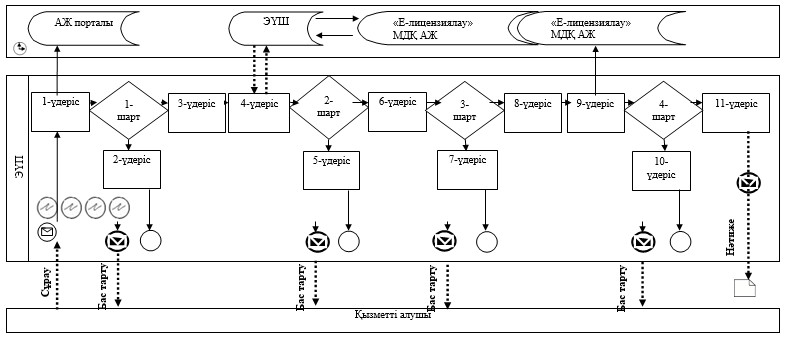 АЖ порталы
ЭҮШ
«Е-лицензиялау»
МДҚ АЖ
«Е-лицензиялау»
МДҚ АЖ
ЭҮП
1-үдеріс
1-
шарт
3-үдеріс
4-үдеріс
2-
шарт
6-үдеріс
3-
шарт
8-үдеріс
9-үдеріс
4-
шарт
11-үдеріс
2-үдеріс
5-үдеріс
7-үдеріс
10-
үдеріс
Сұрау
Бас тарту
Бас тарту
Бас тарту
Бас тарту
Нәтиже
Қызметті алушы